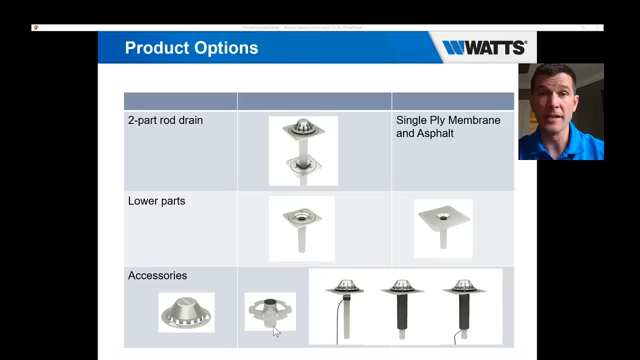 Product Options
WATTS
2-part rod drain
Single Ply Membrane
and Asphalt
Lower parts
Accessories